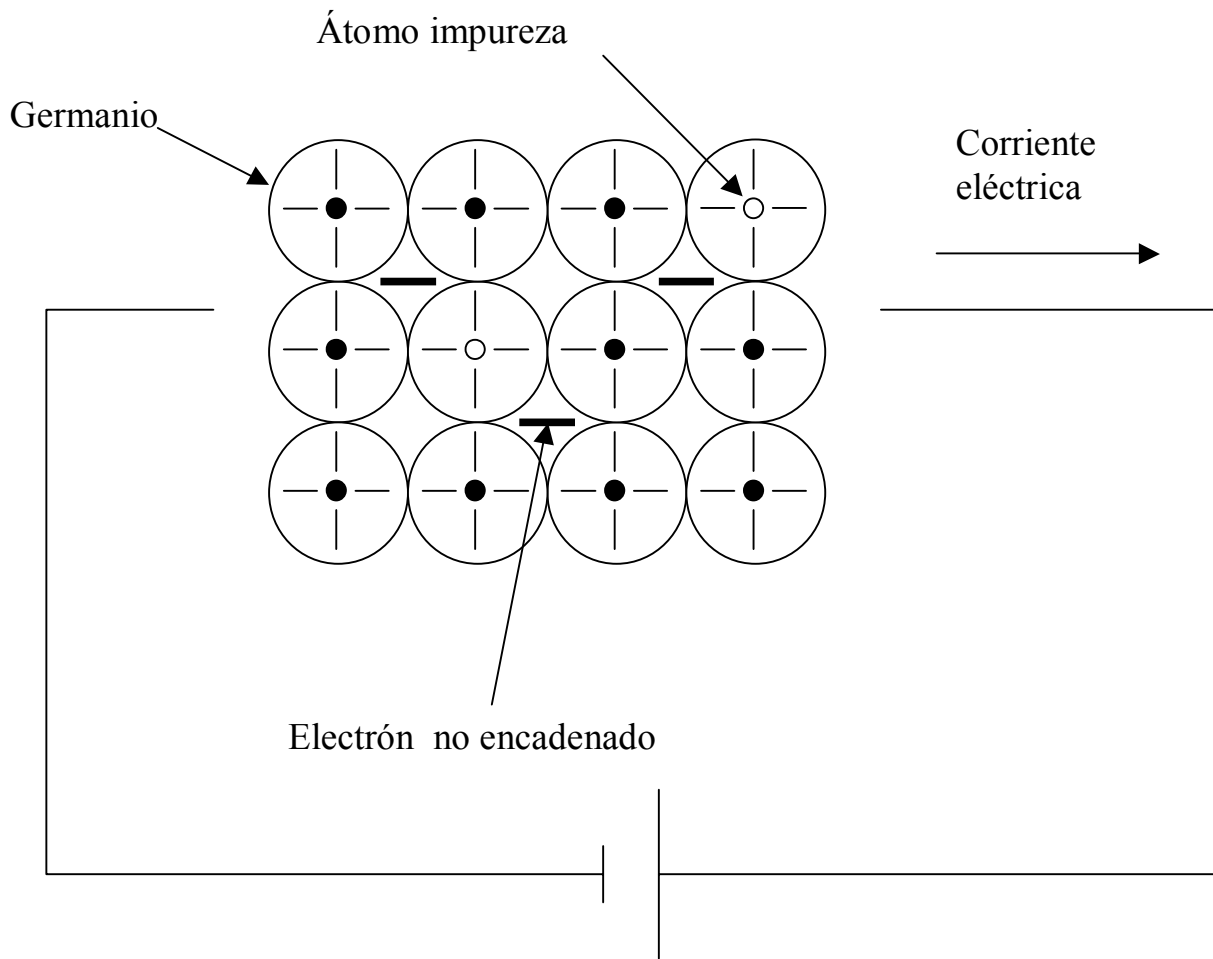 Átomo impureza
Germanio
Corriente
eléctrica
Electrón no encadenado